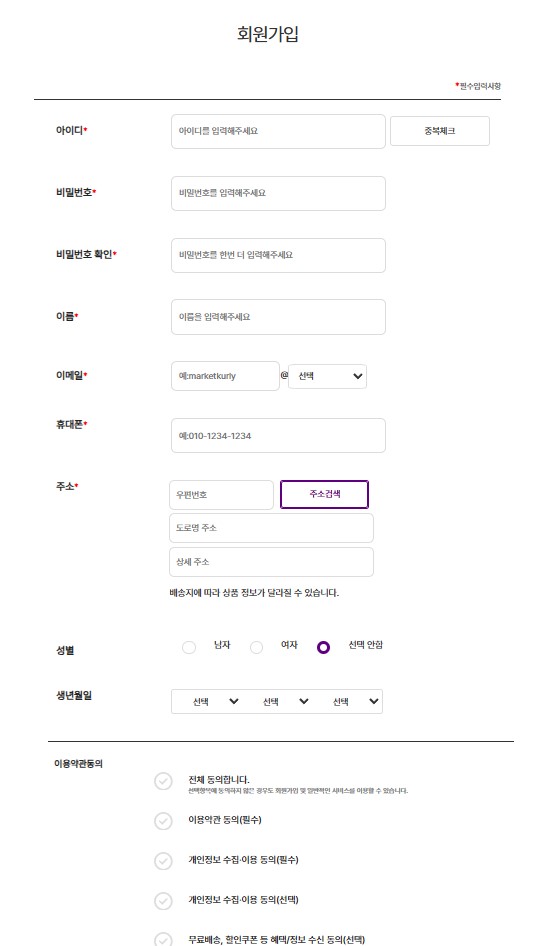 회원가입
*필수입력사항
아이디* 아이디를 입력해주세요 중복체크
비밀번호* 비밀번호를 입력해주세요
비밀번호 확인* 비밀번호를 한번 더 입력해주세요
이름* 이름을 입력해주세요
이메일* 예:marketkurly @ 선택
휴대폰* 예:010-1234-1234
주소* 우편번호 주소검색
도로명 주소
상세 주소
배송지에 따라 상품 정보가 달라질 수 있습니다.
성별 남자 여자 선택 안함
생년월일 선택 선택 선택
이용약관동의
전체 동의합니다.
선택항목에 동의하지 않은 경우도 회원가입 및 일반적인 서비스를 이용할 수 있습니다.
이용약관 동의(필수)
개인정보 수집·이용 동의(필수)
개인정보 수집·이용 동의(선택)
무료배송, 할인쿠폰 등 혜택/정보 수신 동의(선택)